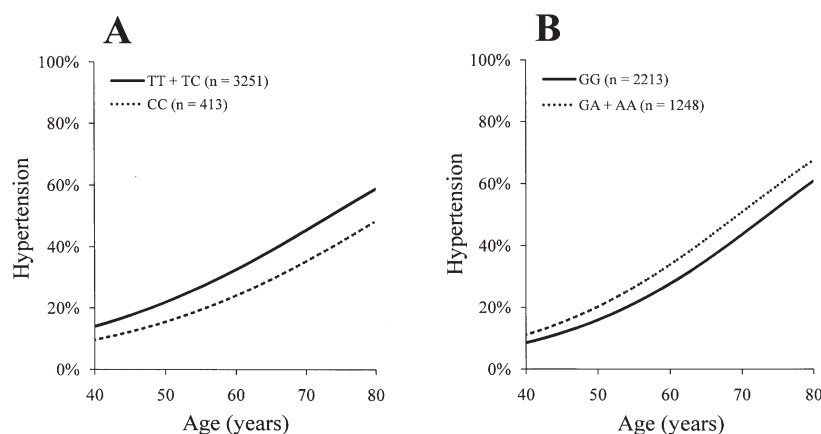 A
100%
80%
60%
40%
20%
0%
Hypertension
TT + TC (n = 3251)
CC (n = 413)
40 50 60 70 80
Age (years)
B
100%
80%
60%
40%
20%
0%
Hypertension
GG (n = 2213)
GA + AA (n = 1248)
40 50 60 70 80
Age (years)